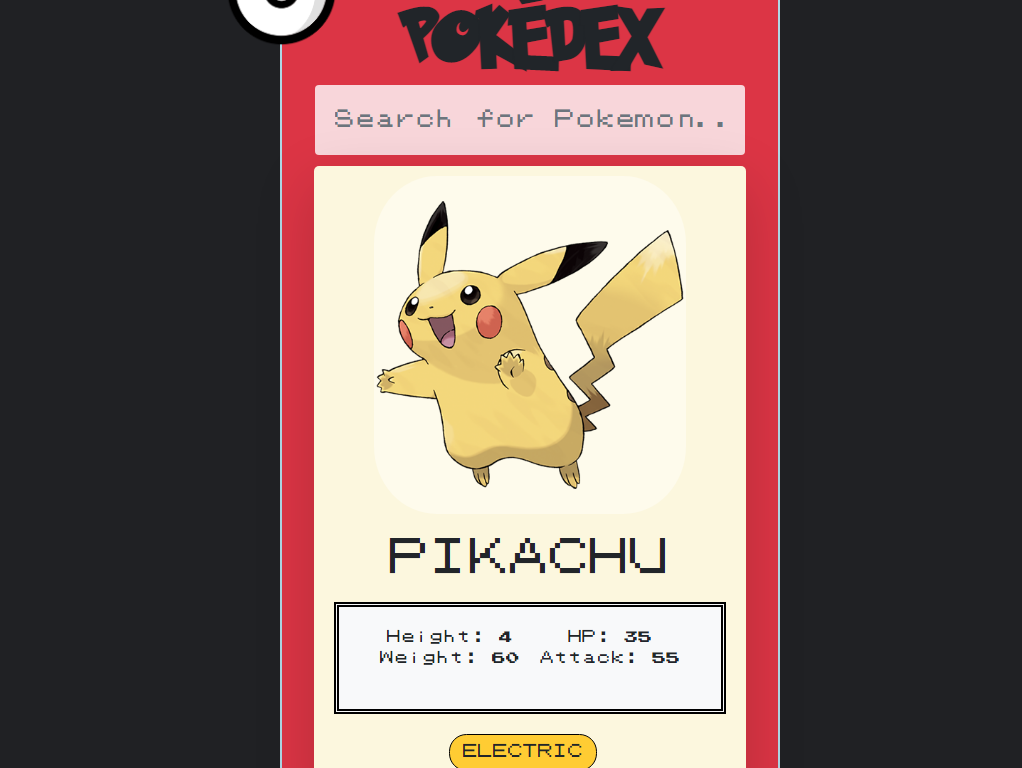 POKÉDEX
Search for Pokemon..
PIKACHU
Height: 4 HP: 35
Weight: 60 Attack: 55
ELECTRIC